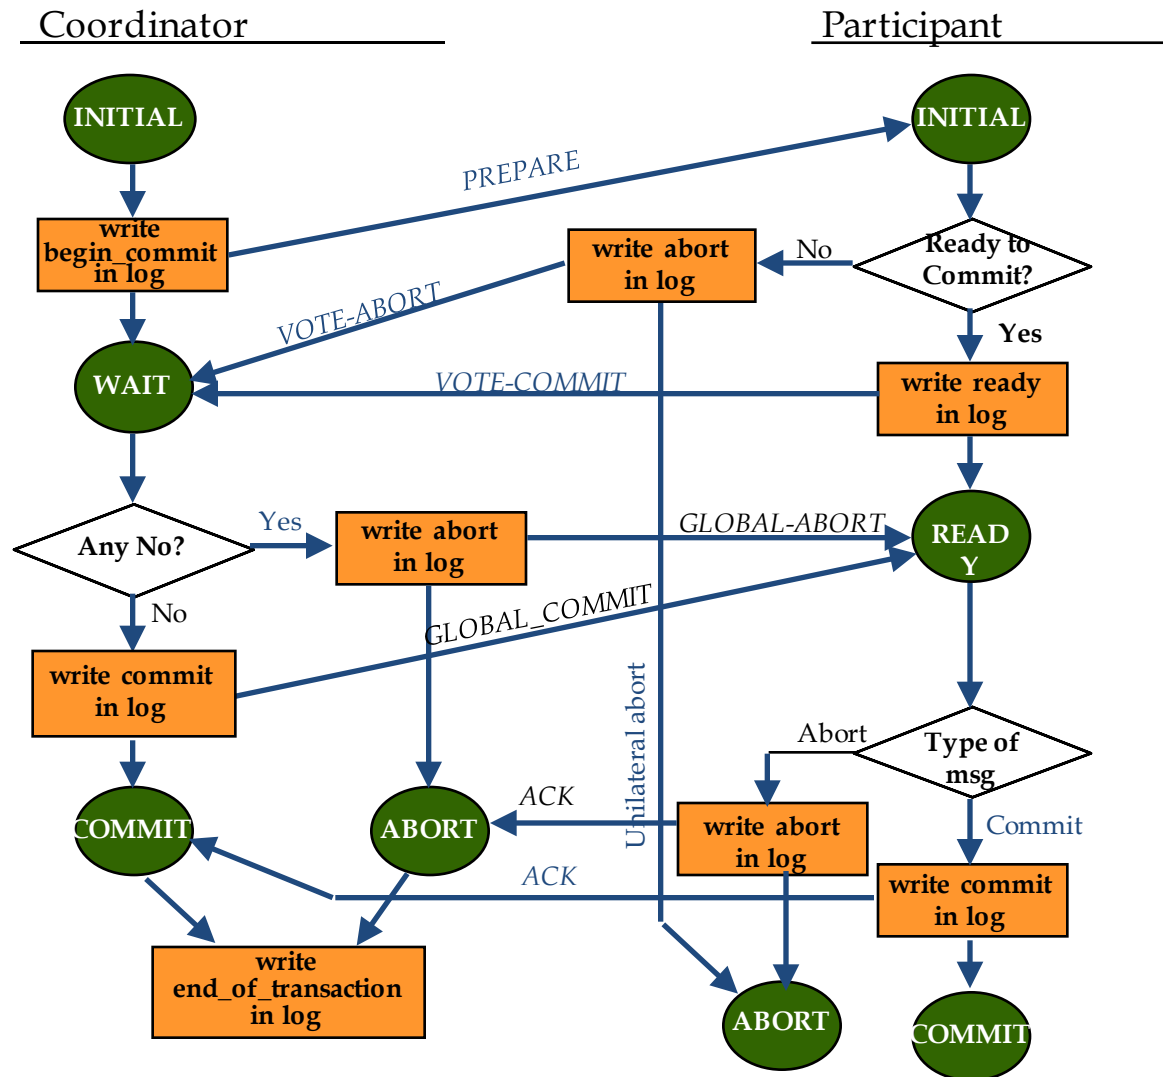 Coordinator
Participant
INITIAL
INITIAL
PREPARE
write
begin_commit
in log
write abort
in log
No
Ready to
Commit?
VOTE-ABORT
Yes
WAIT
VOTE-COMMIT
write ready
in log
Any No?
Yes
write abort
in log
GLOBAL-ABORT
READ
Y
No
GLOBAL_COMMIT
write commit
in log
Unilateral abort
Abort
Type of
msg
COMMIT
ABORT
ACK
write abort
in log
Commit
ACK
write commit
in log
write
end_of_transaction
in log
ABORT
COMMIT